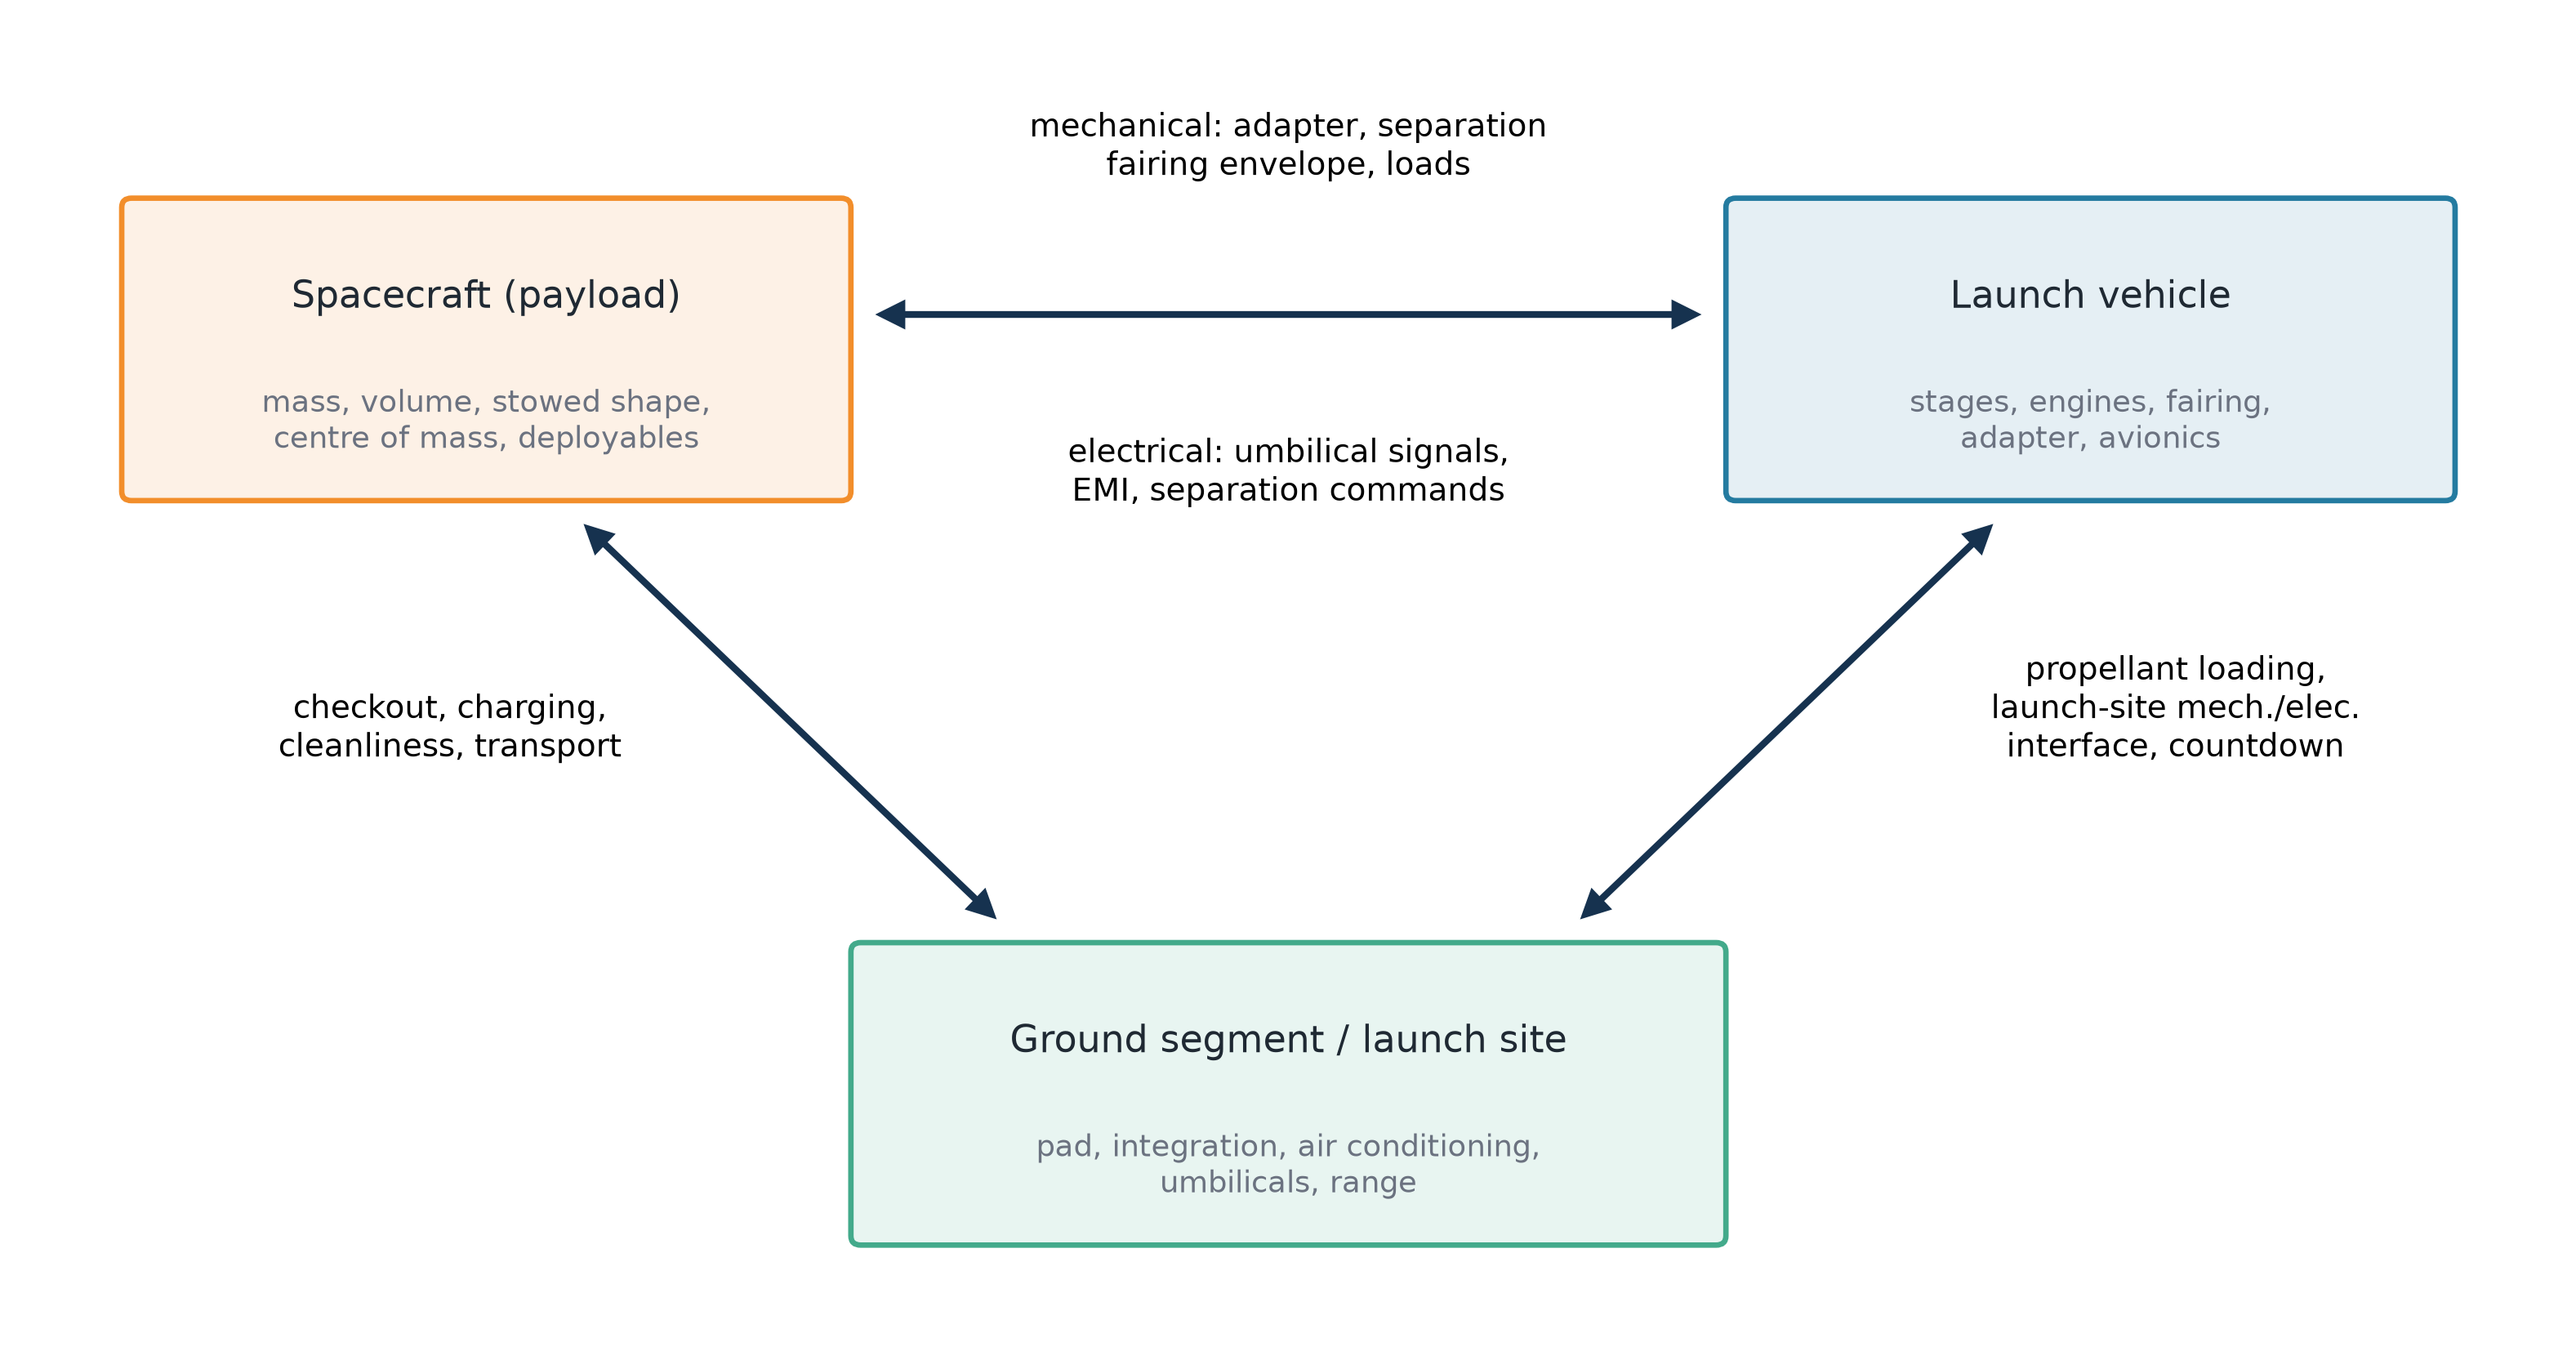 mechanical: adapter, separation
fairing envelope, loads
Spacecraft (payload)
mass, volume, stowed shape,
centre of mass, deployables
Launch vehicle
stages, engines, fairing,
adapter, avionics
electrical: umbilical signals,
EMI, separation commands
checkout, charging,
cleanliness, transport
propellant loading,
launch-site mech./elec.
interface, countdown
Ground segment / launch site
pad, integration, air conditioning,
umbilicals, range